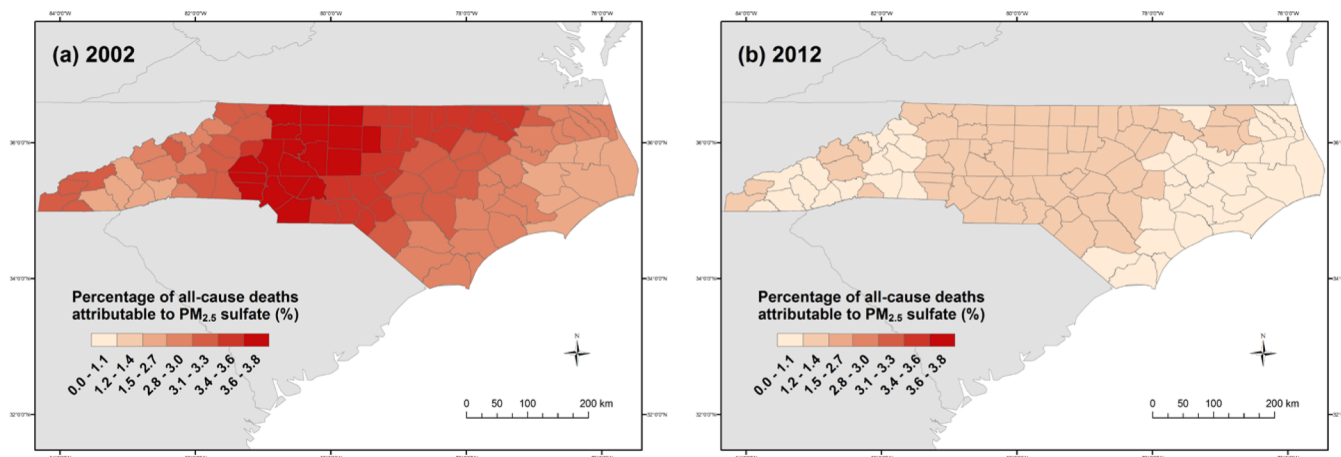 84°0'0"W 82°0'0"W 80°0'0"W 78°0'0"W 76°0'0"W
(a) 2002
36°0'0"N
34°0'0"N
32°0'0"N
Percentage of all-cause deaths
attributable to PM2.5 sulfate (%)
0.0 - 1.1
1.2 - 1.4
1.5 - 2.7
2.8 - 3.0
3.1 - 3.3
3.4 - 3.6
3.6 - 3.8
N
0 50 100 200 km
84°0'0"W 82°0'0"W 80°0'0"W 78°0'0"W 76°0'0"W
(b) 2012
36°0'0"N
34°0'0"N
32°0'0"N
Percentage of all-cause deaths
attributable to PM2.5 sulfate (%)
0.0 - 1.1
1.2 - 1.4
1.5 - 2.7
2.8 - 3.0
3.1 - 3.3
3.4 - 3.6
3.6 - 3.8
N
0 50 100 200 km